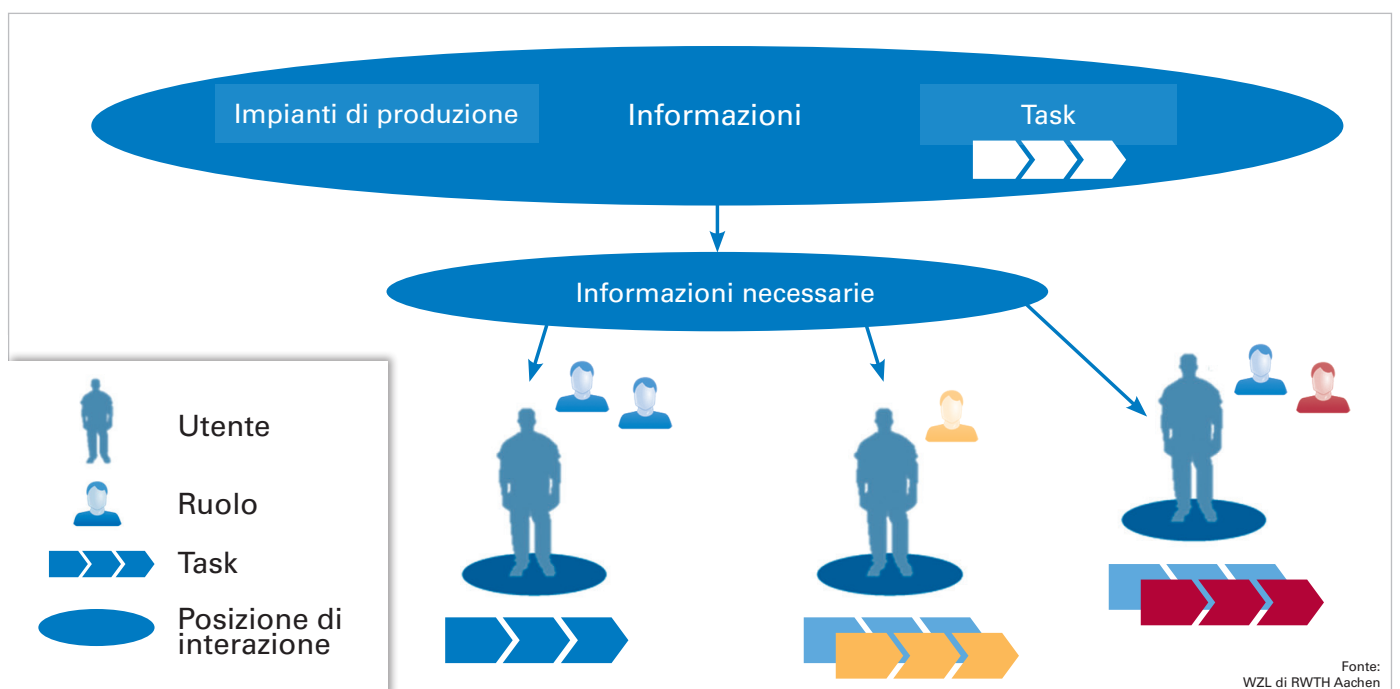 Impianti di produzione
Informazioni
Task
Informazioni necessarie
Utente
Ruolo
Task
Posizione di
interazione
Fonte:
WZL di RWTH Aachen